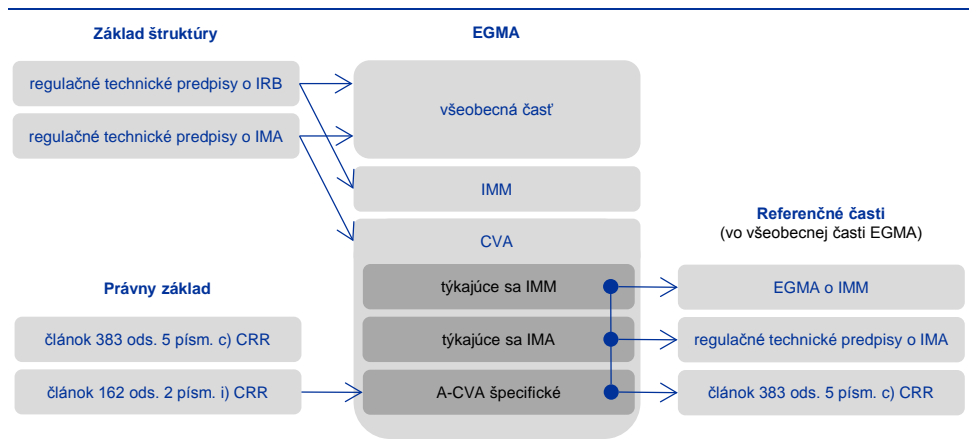 Základ štruktúry
EGMA
regulačné technické predpisy o IRB
regulačné technické predpisy o IMA
všeobecná časť
IMM
CVA
Referenčné časti
(vo všeobecnej časti EGMA)
Právny základ
týkajúce sa IMM
EGMA o IMM
článok 383 ods. 5 písm. c) CRR
týkajúce sa IMA
regulačné technické predpisy o IMA
článok 162 ods. 2 písm. i) CRR
A-CVA špecifické
článok 383 ods. 5 písm. c) CRR